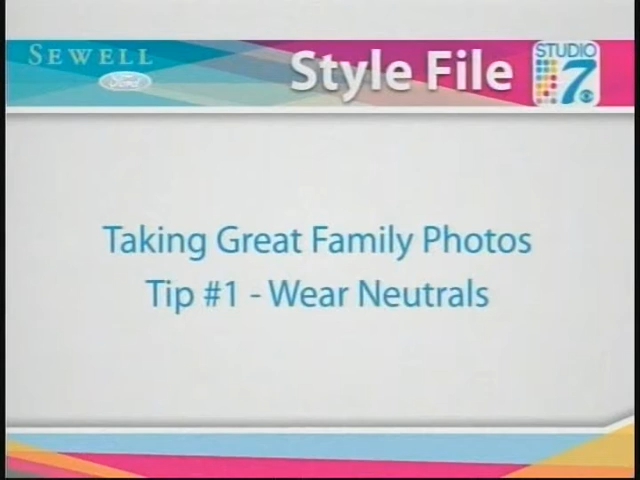 SEWELL
Ford
Style File
STUDIO
7
Taking Great Family Photos
Tip #1 - Wear Neutrals